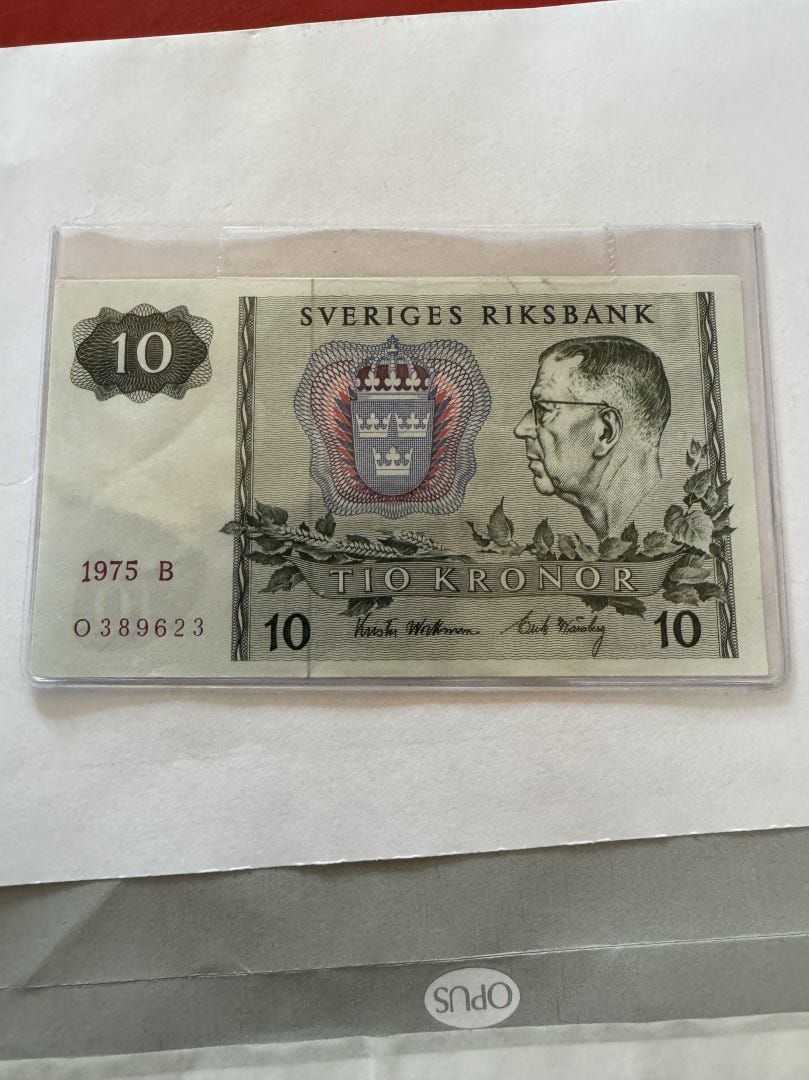 SVERIGES RIKSBANK
10
1975 B
O389623
TIO KRONOR
10
10
OPUS